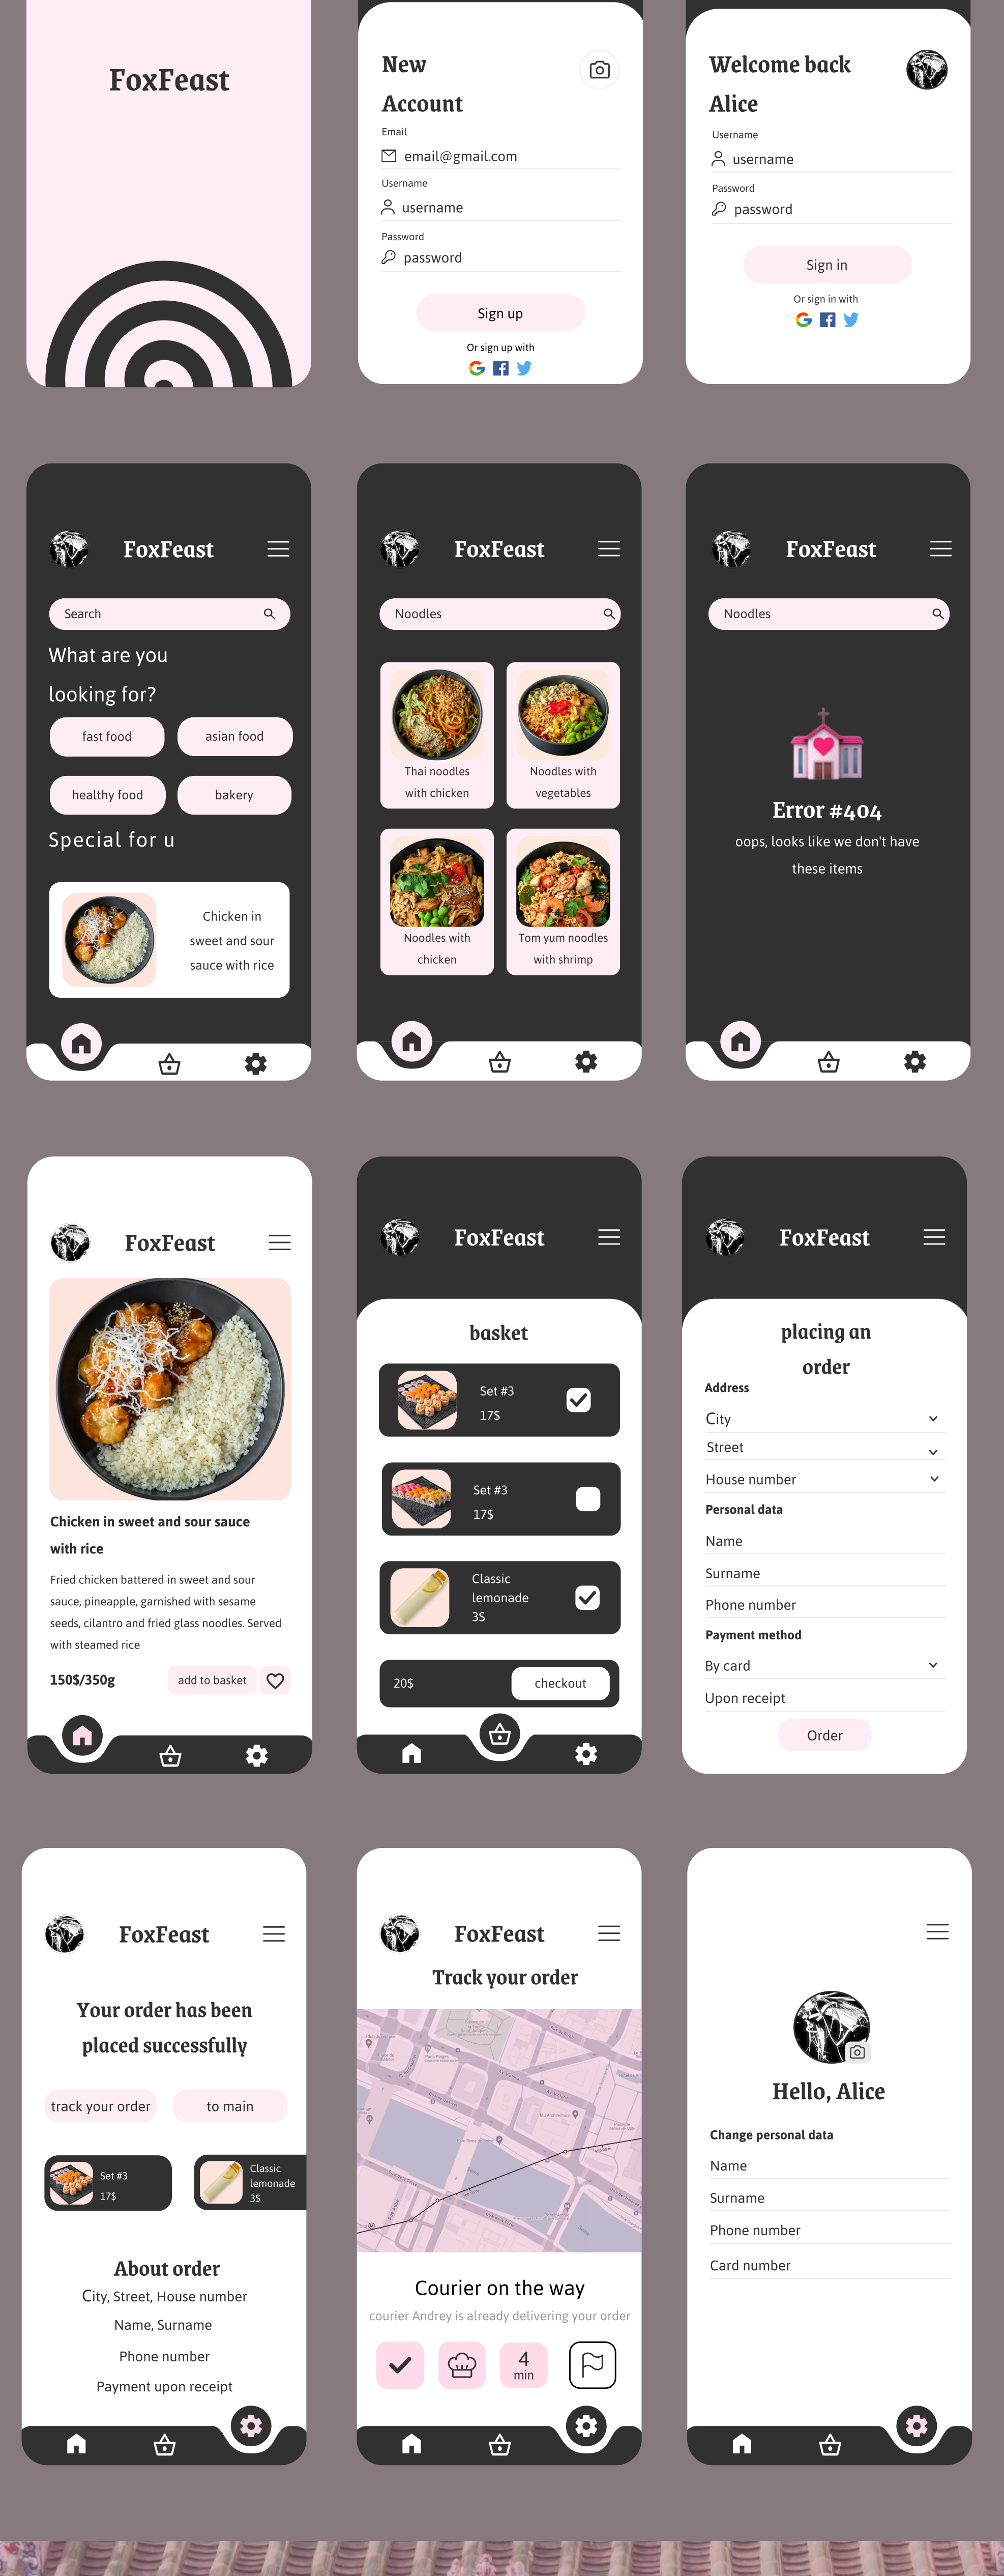 FoxFeast
New
Account
Email
email@gmail.com
Username
username
Password
password
Sign up
Or sign up with
Welcome back
Alice
Username
username
Password
password
Sign in
Or sign in with
FoxFeast
Search
What are you
looking for?
fast food
asian food
healthy food
bakery
Special for u
Chicken in
sweet and sour
sauce with rice
FoxFeast
Noodles
Thai noodles
with chicken
Noodles with
vegetables
Noodles with
chicken
Tom yum noodles
with shrimp
FoxFeast
Noodles
Error #404
oops, looks like we don't have
these items
FoxFeast
Chicken in sweet and sour sauce
with rice
Fried chicken battered in sweet and sour
sauce, pineapple, garnished with sesame
seeds, cilantro and fried glass noodles. Served
with steamed rice
150$/350g
add to basket
FoxFeast
basket
Set #3
17$
Set #3
17$
Classic
lemonade
3$
20$
checkout
FoxFeast
placing an
order
Address
City
Street
House number
Personal data
Name
Surname
Phone number
Payment method
By card
Upon receipt
Order
FoxFeast
Your order has been
placed successfully
track your order
to main
Set #3
17$
Classic
lemonade
3$
About order
City, Street, House number
Name, Surname
Phone number
Payment upon receipt
FoxFeast
Track your order
My Architecture
Courier on the way
courier Andrey is already delivering your order
4
min
Hello, Alice
Change personal data
Name
Surname
Phone number
Card number